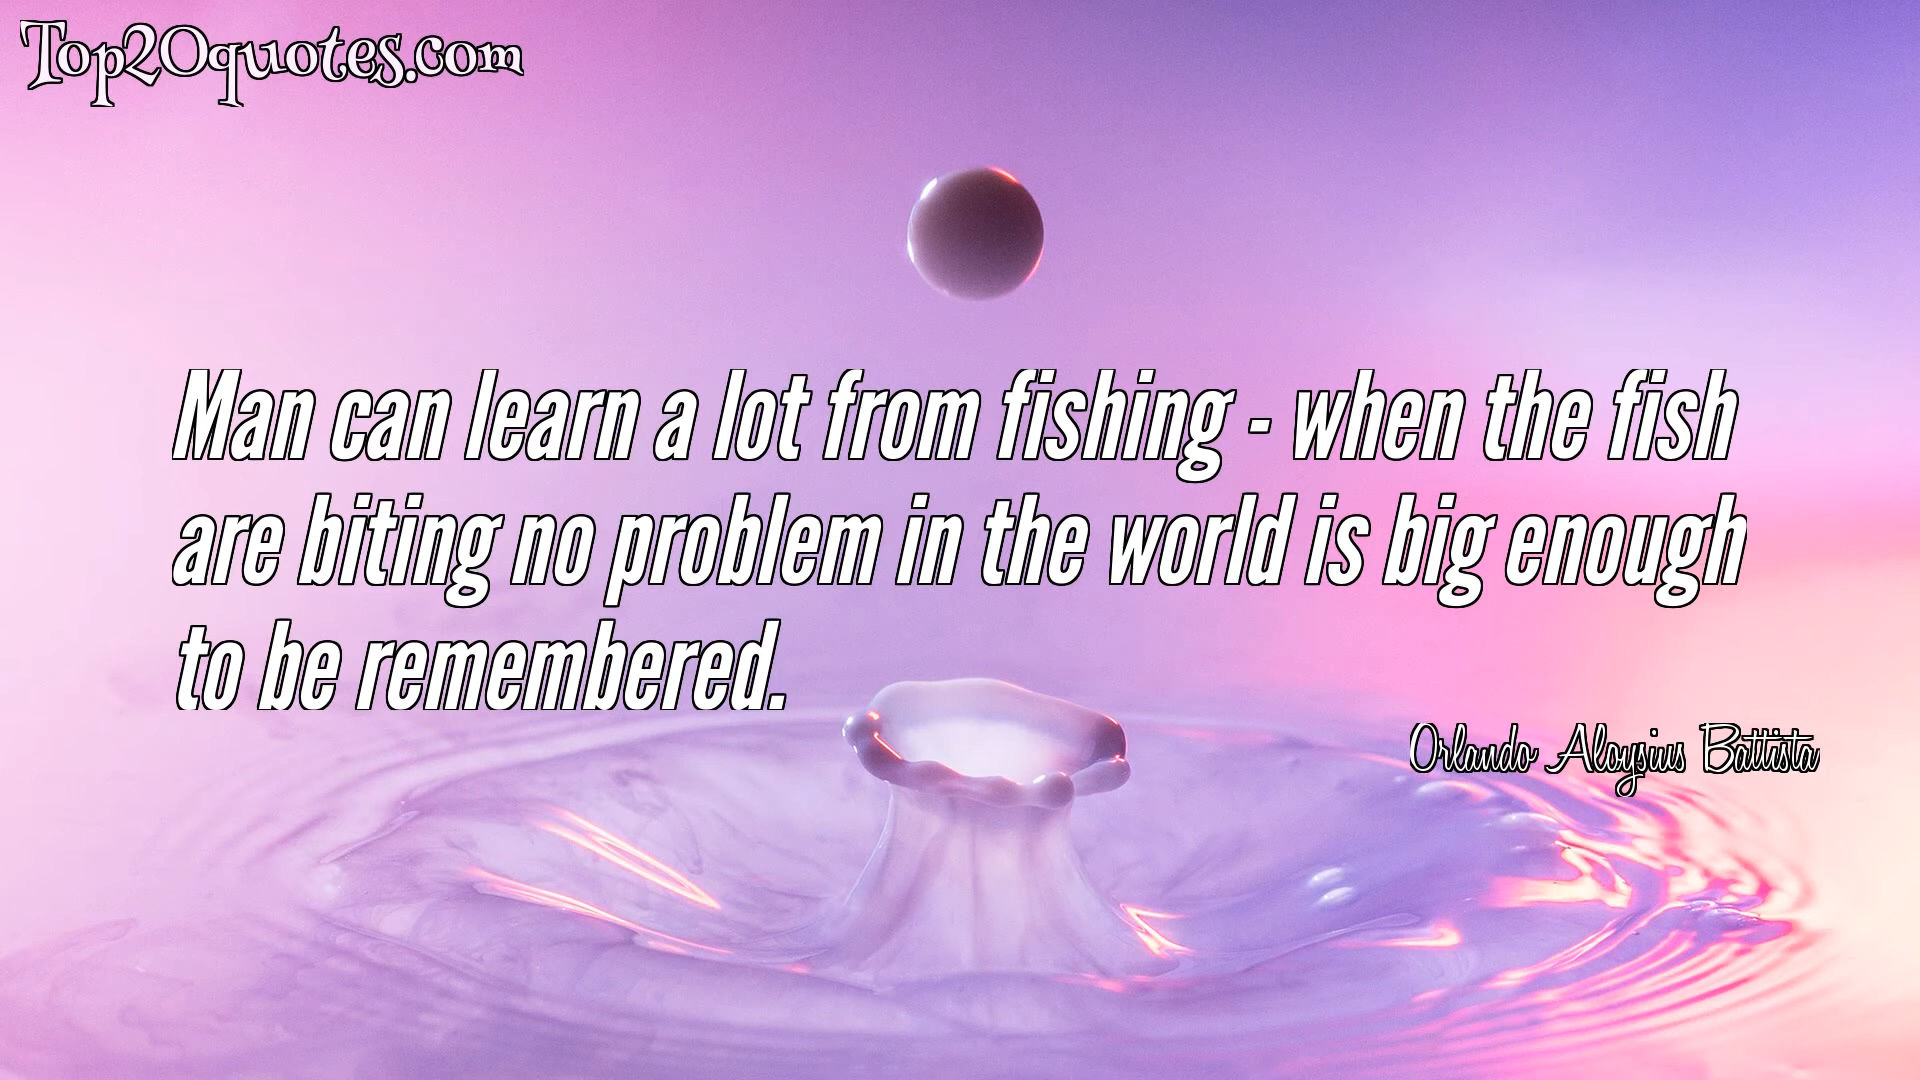 Top20quotes.com
Man can learn a lot from fishing - when the fish
are biting no problem in the world is big enough
to be remembered.
Orlando Aloysius Battista